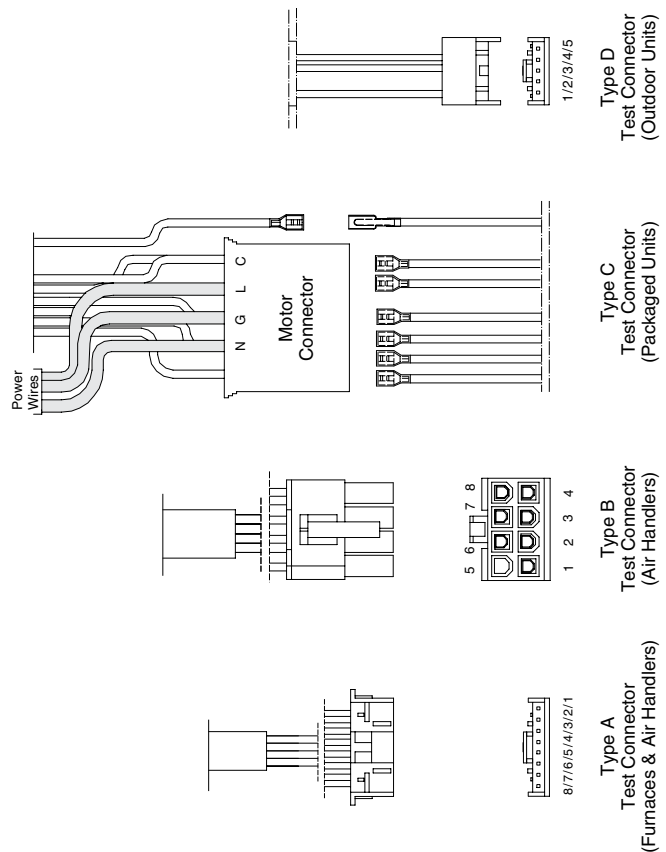 1/2/3/4/5
Type D
Test Connector
(Outdoor Units)
Power
Wires
C
L
G
N
Motor
Connector
Type C
Test Connector
(Packaged Units)
5 6 7 8
1 2 3 4
Type B
Test Connector
(Air Handlers)
8/7/6/5/4/3/2/1
Type A
Test Connector
(Furnaces & Air Handlers)